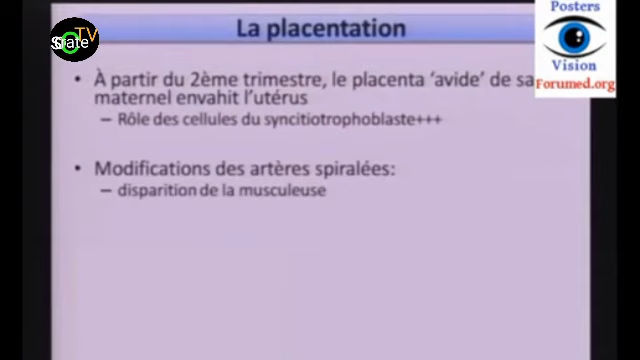 La placentation
TV
Posters
Vision
Forumed.org
• À partir du 2ème trimestre, le placenta ‘avide’ de
maternel envahit l’utérus
– Rôle des cellules du syncitiotrophoblaste+++
• Modifications des artères spiralées:
– disparition de la musculeuse